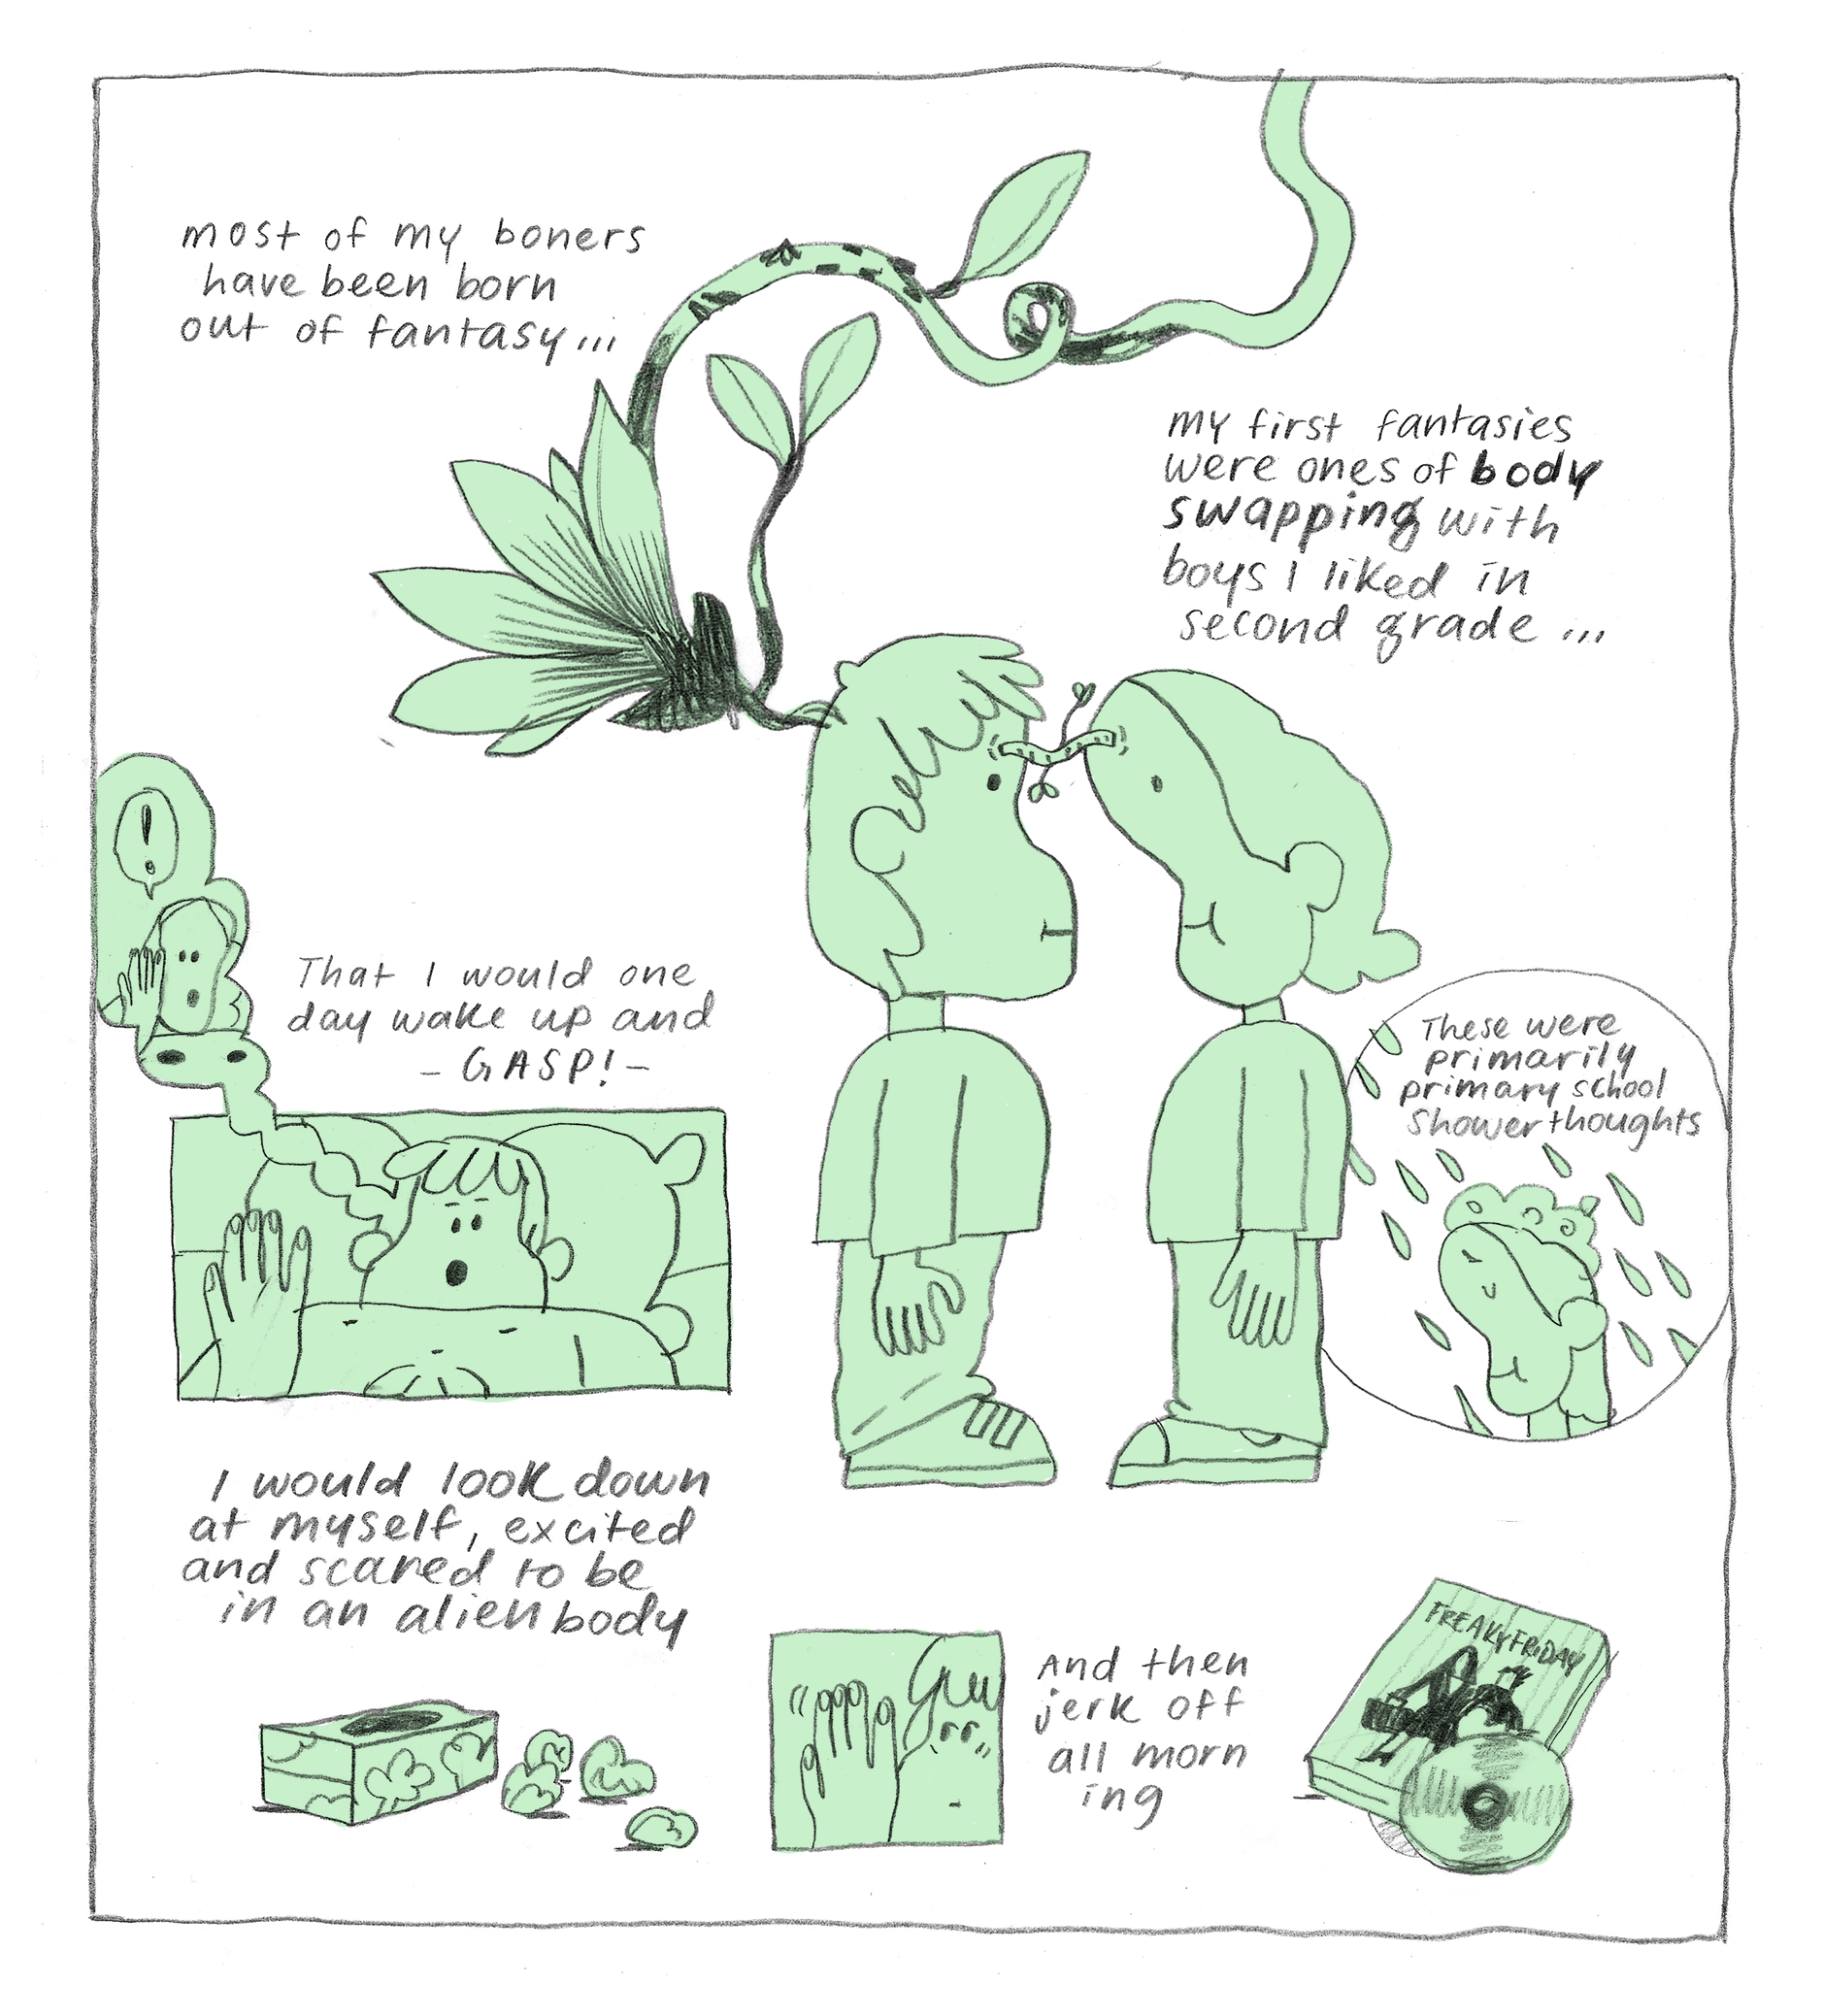 most of my boners
have been born
out of fantasy...
my first fantasies
were ones of body
swapping with
boys I liked in
second grade ...
!
That I would one
day wake up and
- GASP! -
These were
primarily
primary school
Shower thoughts
I would look down
at myself, excited
and scared to be
in an alien body
And then
jerk off
all morn
ing
FREAKY FRIDAY